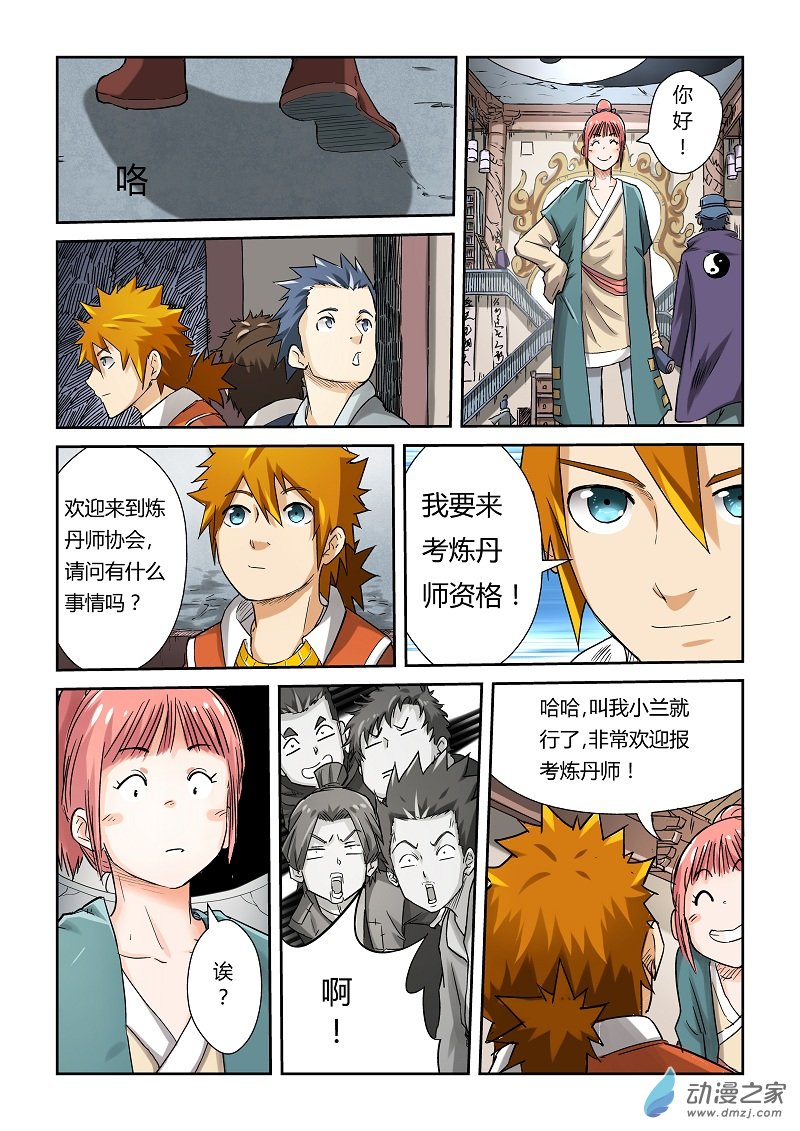 咯
你
好！
欢迎来到炼
丹师协会，
请问有什么
事情吗？
我要来
考炼丹
师资格！
诶
？
啊
！
哈哈，叫我小兰就
行了，非常欢迎报
考炼丹师！
动漫之家
www.dmzj.com